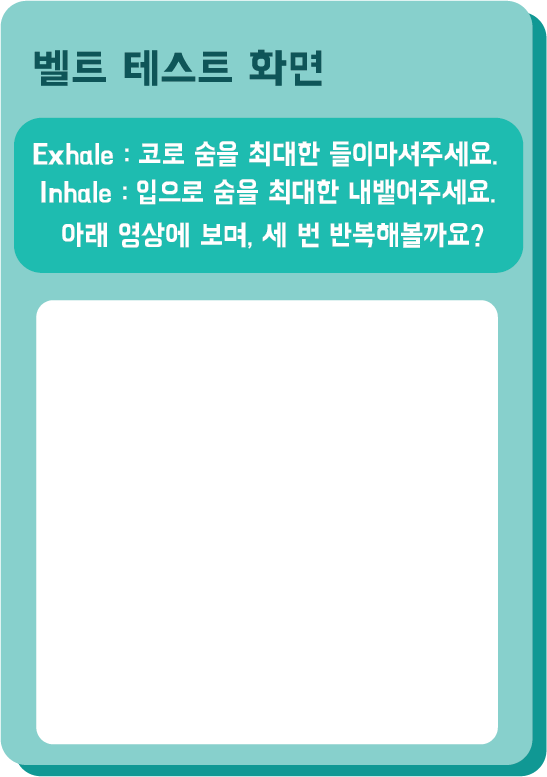 벨트 테스트 화면
Exhale : 코로 숨을 최대한 들이마셔주세요.
Inhale : 입으로 숨을 최대한 내뱉어주세요.
아래 영상에 보며, 세 번 반복해볼까요?